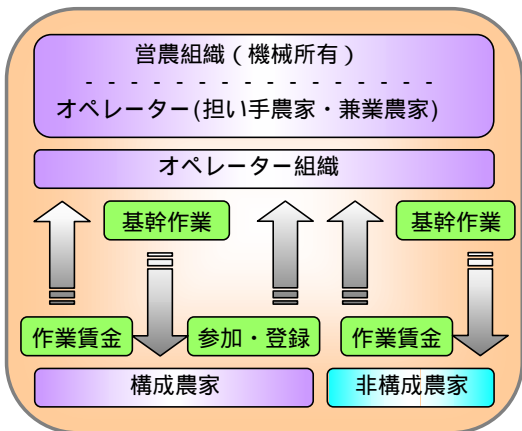 営農組織（機械所有）
- - - - - - - - - - - - - - - - -
オペレーター(担い手農家・兼業農家)
オペレーター組織
基幹作業
基幹作業
作業賃金
参加・登録
作業賃金
構成農家
非構成農家